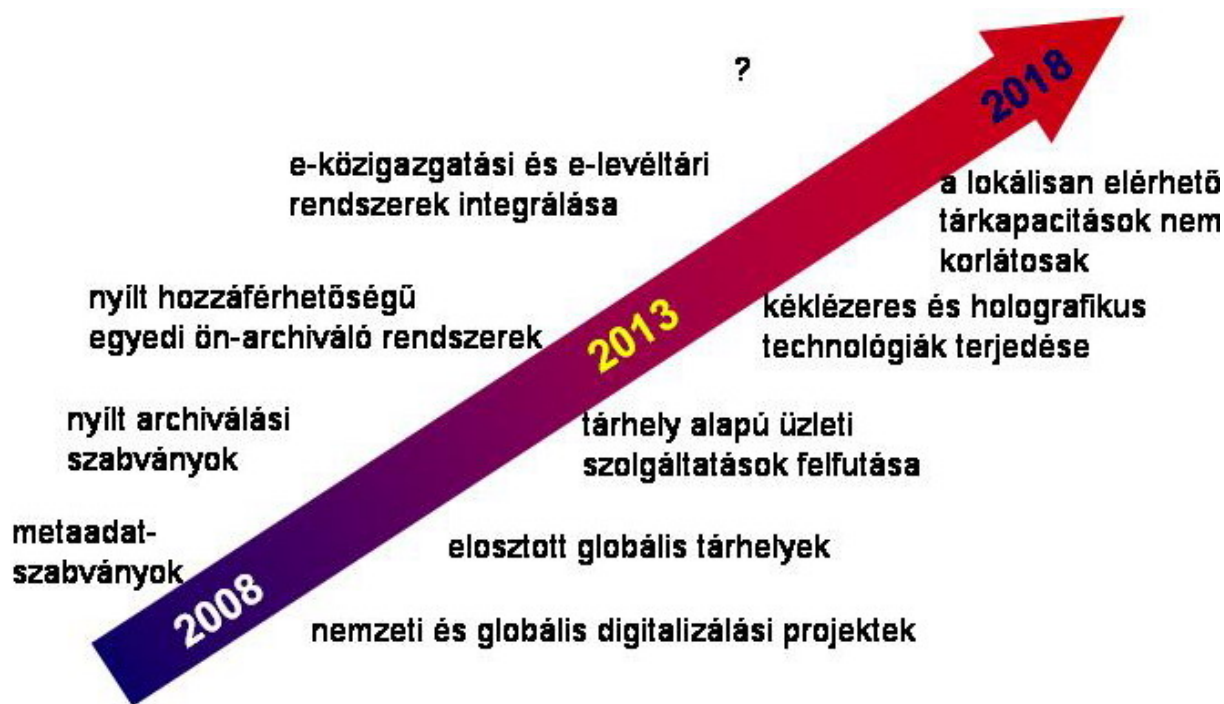 ?
2018
e-közigazgatási és e-levéltári
rendszerek integrálása
a lokálisan elérhető
tárkapacitások nem
korlátosak
nyílt hozzáférhetőségű
egyedi ön-archiváló rendszerek
2013
kéklézeres és holografikus
technológiák terjedése
nyílt archiválási
szabványok
tárhely alapú üzleti
szolgáltatások felfutása
metaadat-
szabványok
elosztott globális tárhelyek
2008
nemzeti és globális digitalizálási projektek